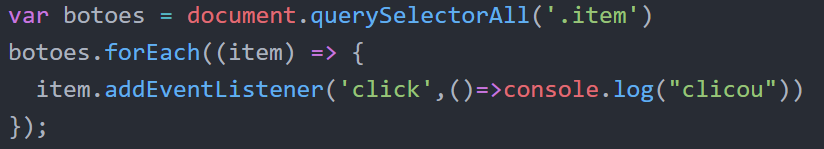 var botoes = document.querySelectorAll('.item')
botoes.forEach((item) => {
  item.addEventListener('click',()=>console.log("clicou"))
});